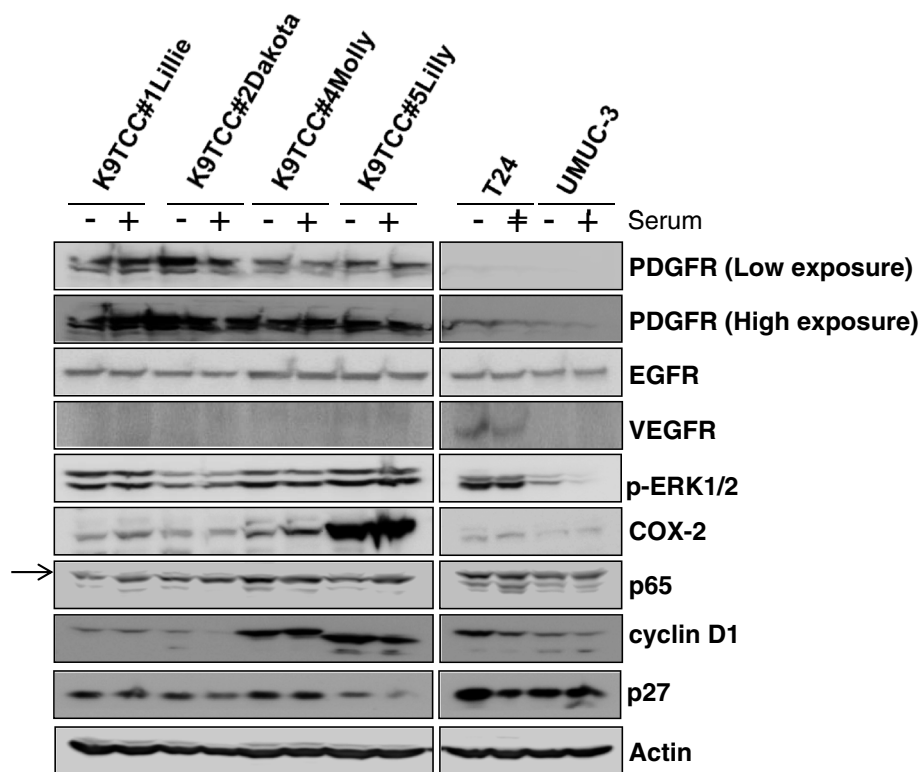 K9TCC#1Lillie
K9TCC#2Dakota
K9TCC#4Molly
K9TCC#5Lilly
T24
UMUC-3
- + - + - + - + - + - + Serum
PDGFR (Low exposure)
PDGFR (High exposure)
EGFR
VEGFR
p-ERK1/2
COX-2
p65
cyclin D1
p27
Actin